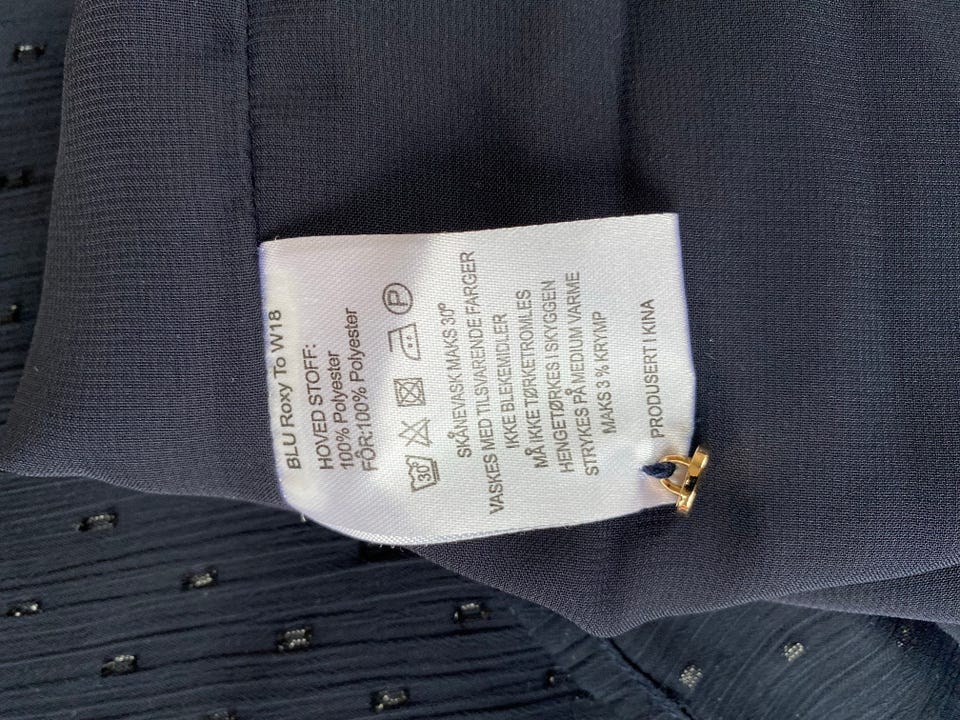 BLU Roxy To W18
HOVED STOFF:
100% Polyester
FÔR:100% Polyester
30° P
SKÅNEVASK MAKS 30°
VASKES MED TILSVARENDE FARGER
IKKE BLEKEMIDLER
MÅ IKKE TØRKETROMLES
HENGETØRKES I SKYGGEN
STRYKES PÅ MEDIUM VARME
MAKS 3 % KRYMP
PRODUSERT I KINA